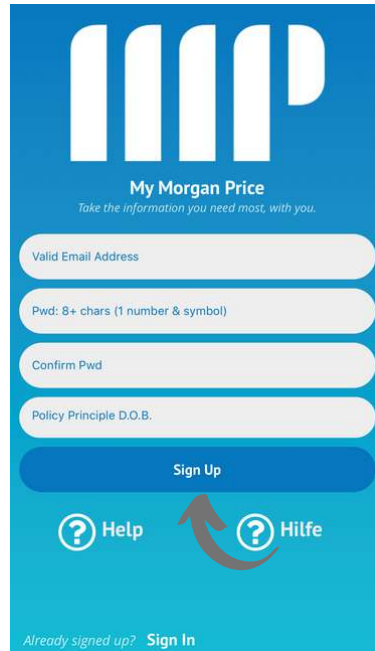 My Morgan Price
Take the information you need most, with you.
Valid Email Address
Pwd: 8+ chars (1 number & symbol)
Confirm Pwd
Policy Principle D.O.B.
Sign Up
? Help ? Hilfe
Already signed up? Sign In